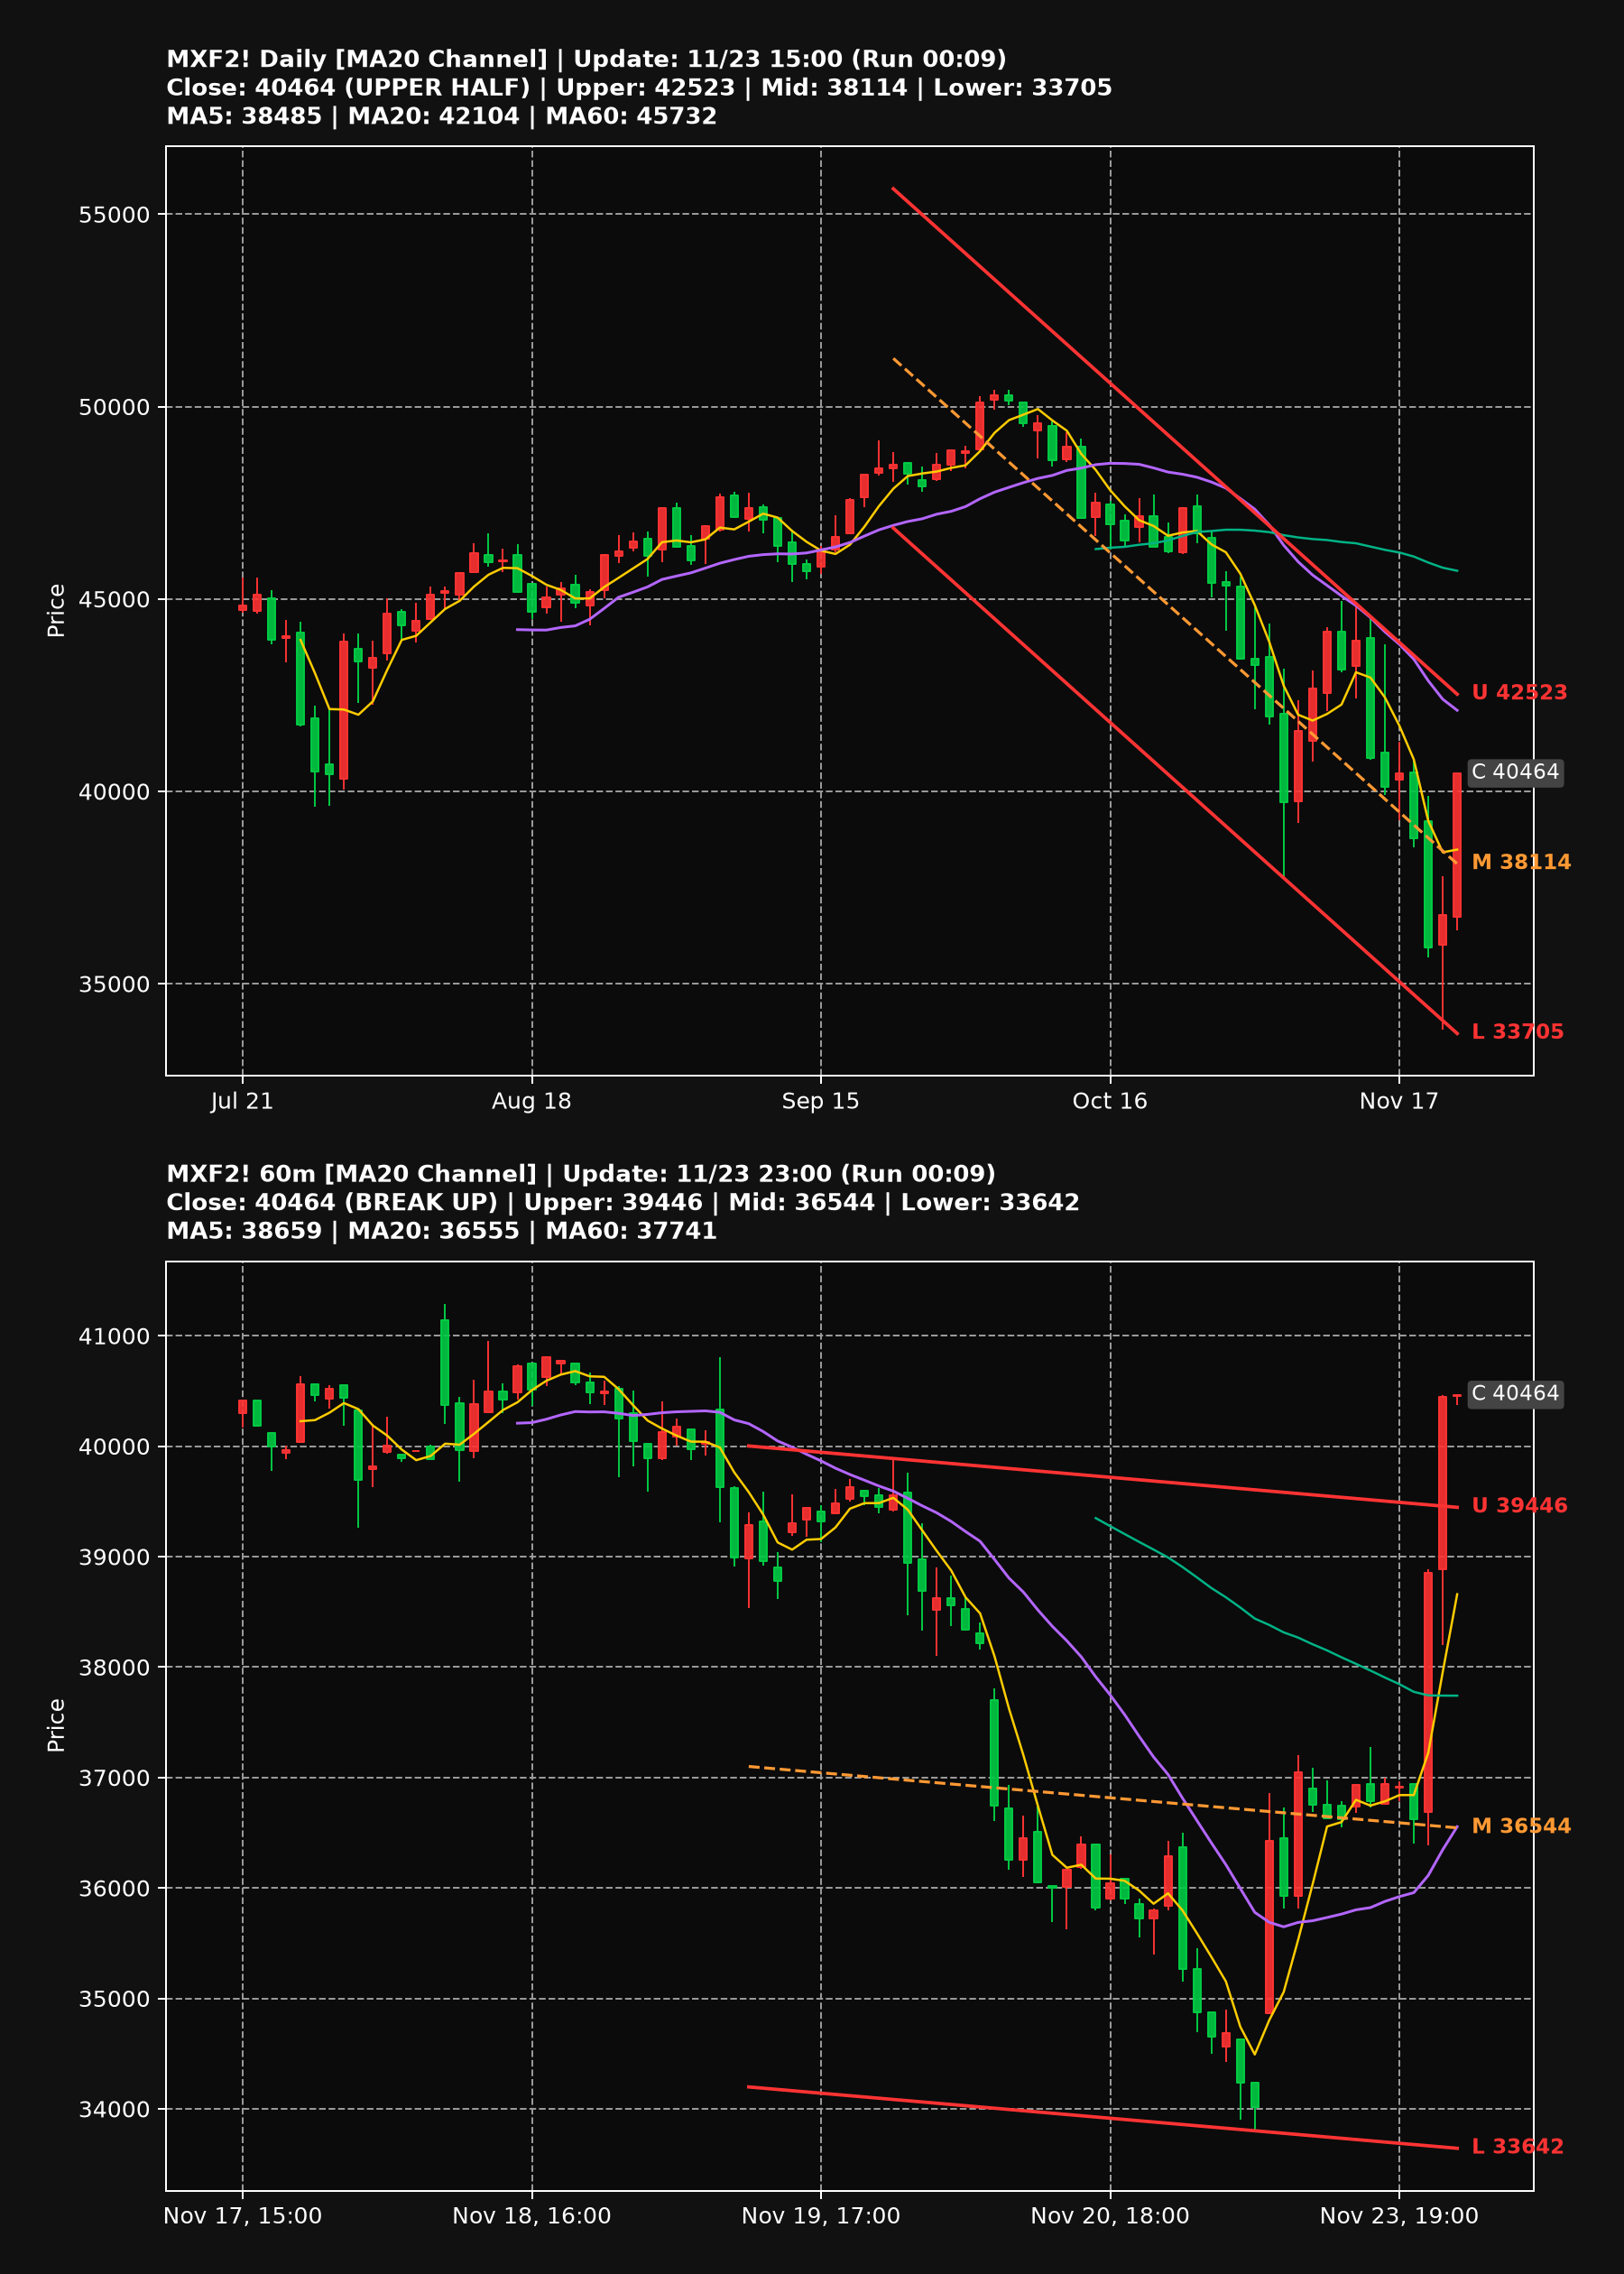 MXF2! Daily [MA20 Channel] | Update: 11/23 15:00 (Run 00:09)
Close: 40464 (UPPER HALF) | Upper: 42523 | Mid: 38114 | Lower: 33705
MA5: 38485 | MA20: 42104 | MA60: 45732
55000
50000
45000
40000
35000
Price
U 42523
C 40464
M 38114
L 33705
Jul 21
Aug 18
Sep 15
Oct 16
Nov 17
MXF2! 60m [MA20 Channel] | Update: 11/23 23:00 (Run 00:09)
Close: 40464 (BREAK UP) | Upper: 39446 | Mid: 36544 | Lower: 33642
MA5: 38659 | MA20: 36555 | MA60: 37741
41000
40000
39000
38000
37000
36000
35000
34000
Price
C 40464
U 39446
M 36544
L 33642
Nov 17, 15:00
Nov 18, 16:00
Nov 19, 17:00
Nov 20, 18:00
Nov 23, 19:00